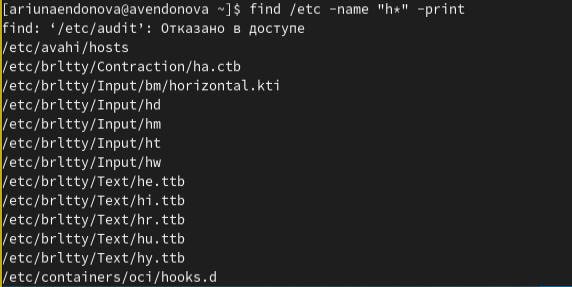 [ariunaendonova@avendonova ~]$ find /etc -name "h*" -print
find: ‘/etc/audit’: Отказано в доступе
/etc/avahi/hosts
/etc/brltty/Contraction/ha.ctb
/etc/brltty/Input/bm/horizontal.kti
/etc/brltty/Input/hd
/etc/brltty/Input/hm
/etc/brltty/Input/ht
/etc/brltty/Input/hw
/etc/brltty/Text/he.ttb
/etc/brltty/Text/hi.ttb
/etc/brltty/Text/hr.ttb
/etc/brltty/Text/hu.ttb
/etc/brltty/Text/hy.ttb
/etc/containers/oci/hooks.d